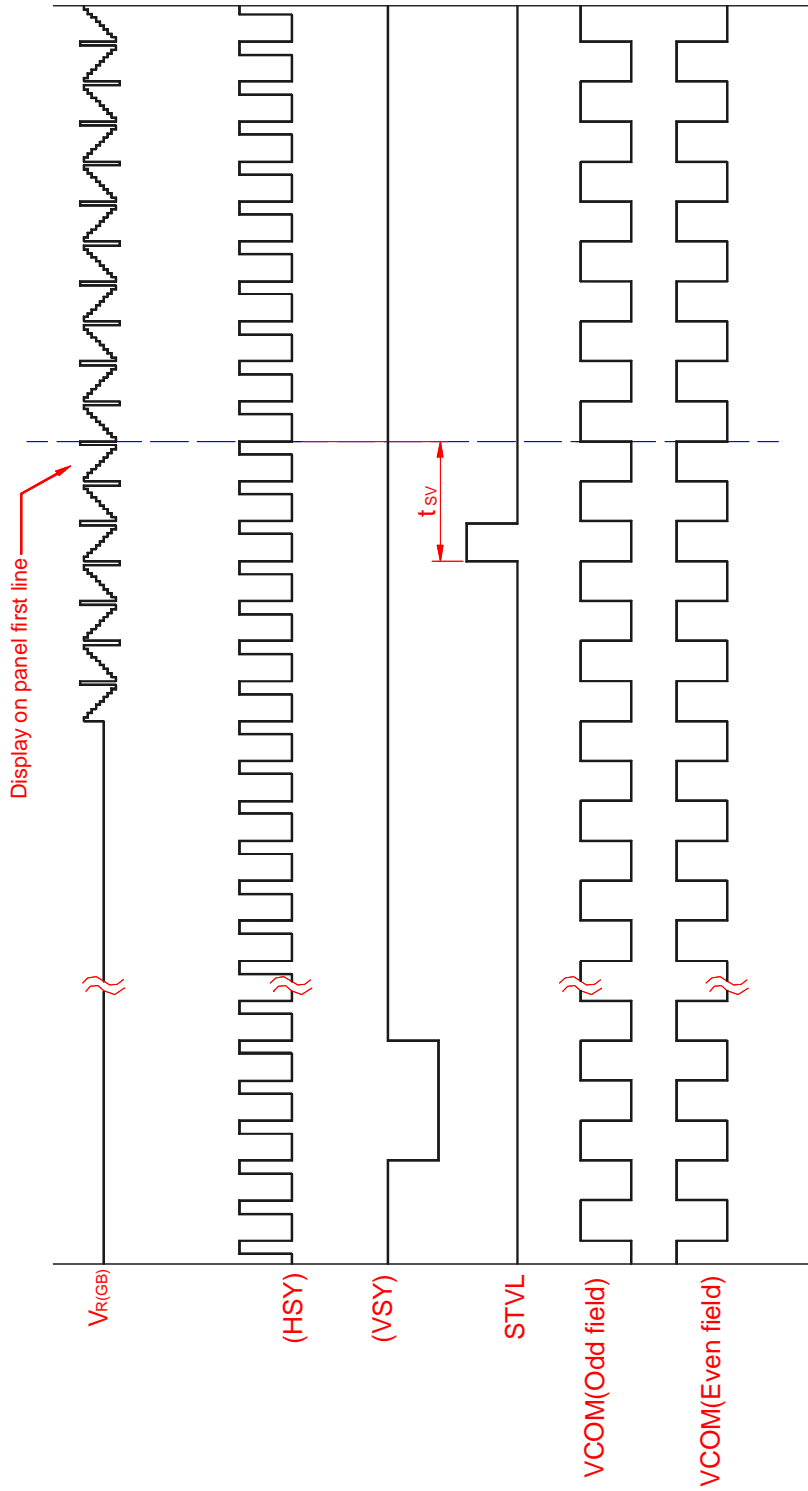 Display on panel first line
VR(GB)
(HSY)
(VSY)
tSV
STVL
VCOM(Odd field)
VCOM(Even field)